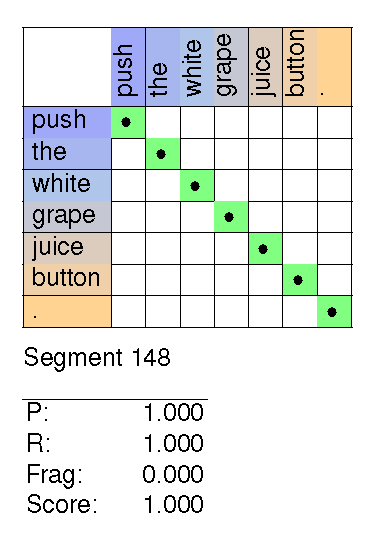 push the white grape juice button .
push
the
white
grape
juice
button
.
Segment 148
P: 1.000
R: 1.000
Frag: 0.000
Score: 1.000